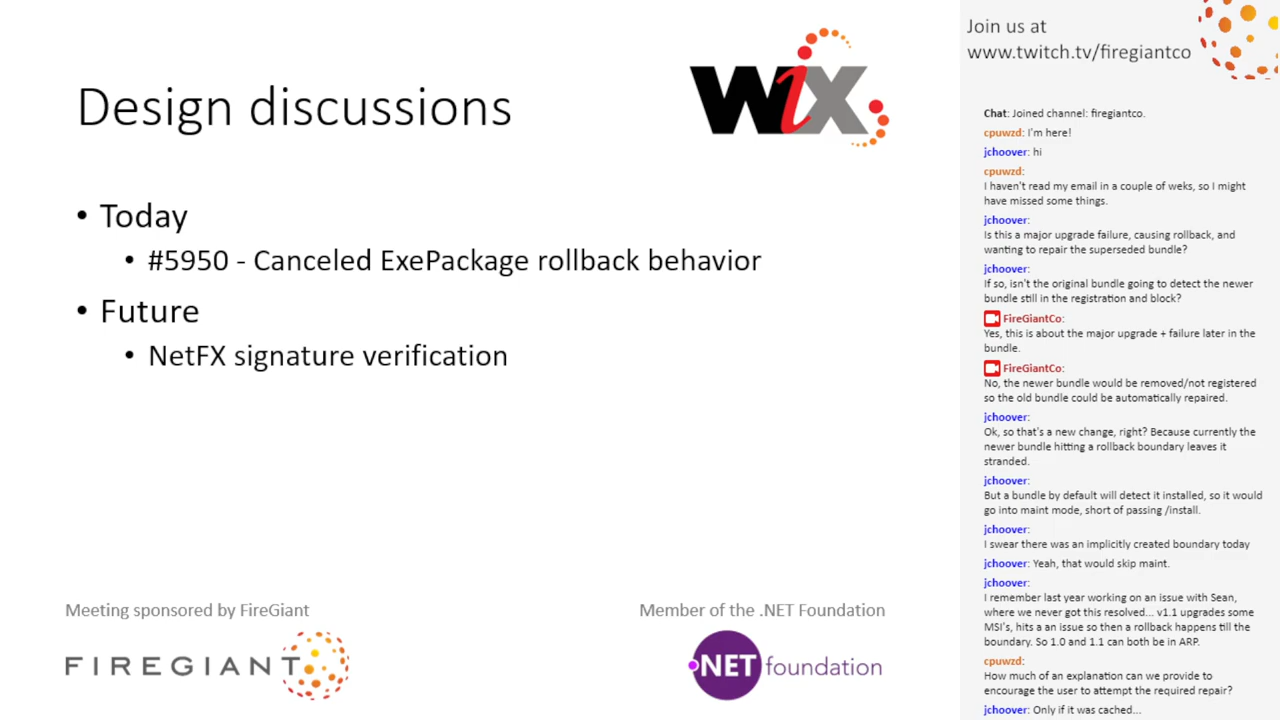 WiX
Design discussions
• Today
• #5950 - Canceled ExePackage rollback behavior
• Future
• NetFX signature verification
Meeting sponsored by FireGiant
FIREGIANT
Member of the .NET Foundation
.NET foundation
Join us at
www.twitch.tv/firegiantco
Chat: Joined channel: firegiantco.
cpuwzd: I'm here!
jchoover: hi
cpuwzd:
I haven't read my email in a couple of weks, so I might
have missed some things.
jchoover:
Is this a major upgrade failure, causing rollback, and
wanting to repair the superseded bundle?
jchoover:
If so, isn't the original bundle going to detect the newer
bundle still in the registration and block?
FireGiantCo:
Yes, this is about the major upgrade + failure later in the
bundle.
FireGiantCo:
No, the newer bundle would be removed/not registered
so the old bundle could be automatically repaired.
jchoover:
Ok, so that's a new change, right? Because currently the
newer bundle hitting a rollback boundary leaves it
stranded.
jchoover:
But a bundle by default will detect it installed, so it would
go into maint mode, short of passing /install.
jchoover:
I swear there was an implicitly created boundary today
jchoover: Yeah, that would skip maint.
jchoover:
I remember last year working on an issue with Sean,
where we never got this resolved... v1.1 upgrades some
MSI's, hits a an issue so then a rollback happens till the
boundary. So 1.0 and 1.1 can both be in ARP.
cpuwzd:
How much of an explanation can we provide to
encourage the user to attempt the required repair?
jchoover: Only if it was cached...